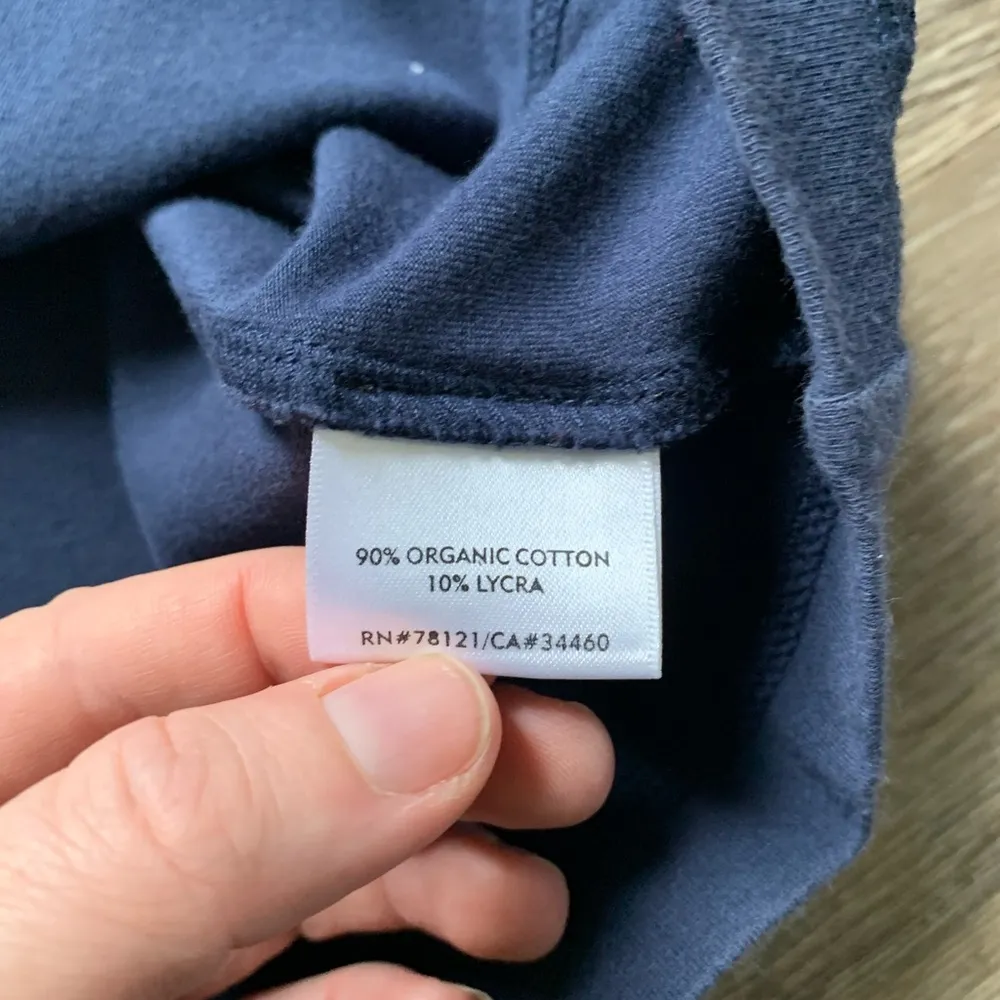 90% ORGANIC COTTON
10% LYCRA
RN#78121/CA#34460